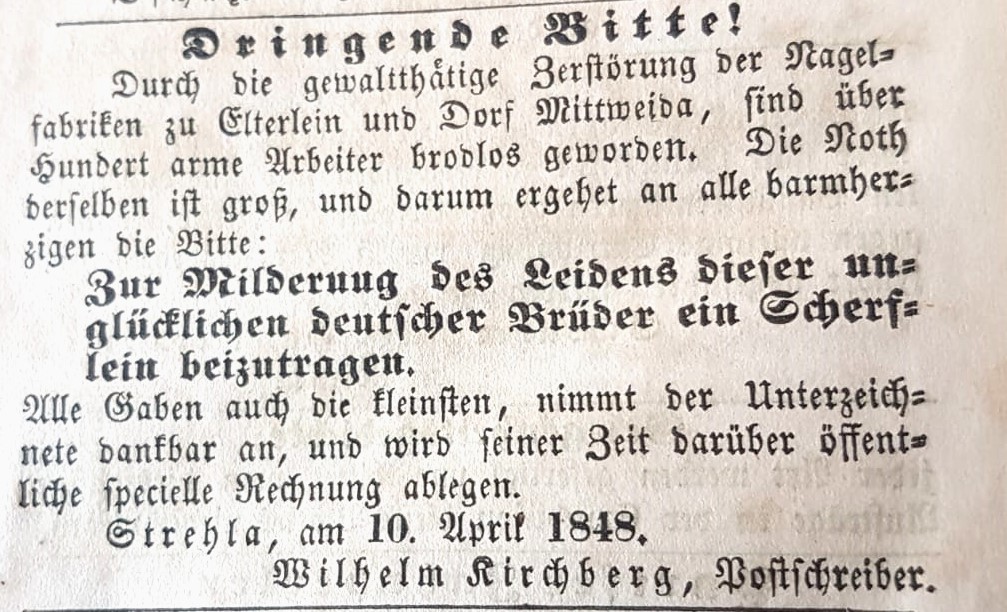 Dringende Bitte!
Durch die gewaltthätige Zerstörung der Nagel=
fabriken zu Elterlein und Dorf Mittweida, sind über
Hundert arme Arbeiter brodlos geworden. Die Noth
derselben ist groß, und darum ergehet an alle barmher=
zigen die Bitte:
Zur Milderung des Leidens dieser un=
glücklichen deutscher Brüder ein Scherf=
lein beizutragen.
Alle Gaben auch die kleinsten, nimmt der Unterzeich=
nete dankbar an, und wird seiner Zeit darüber öffent=
liche specielle Rechnung ablegen.
Strehla, am 10. April 1848.
Wilhelm Kirchberg, Postschreiber.